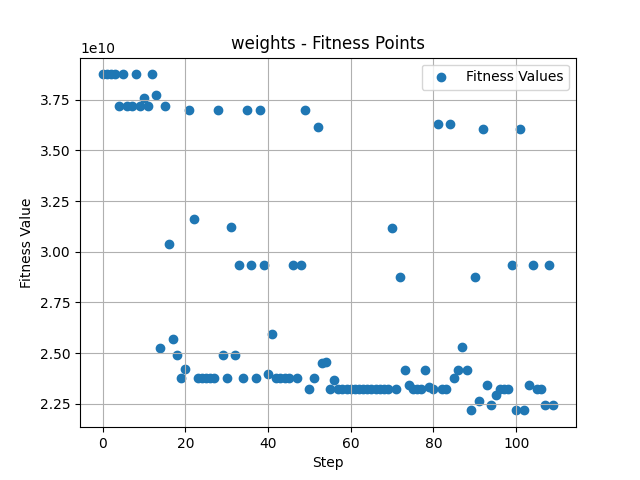 weights - Fitness Points
1e10
Fitness Values
3.75
3.50
3.25
3.00
2.75
2.50
2.25
Fitness Value
0 20 40 60 80 100
Step